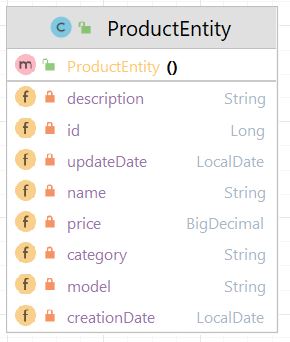 C ProductEntity
m ProductEntity ()
f description String
f id Long
f updateDate LocalDate
f name String
f price BigDecimal
f category String
f model String
f creationDate LocalDate